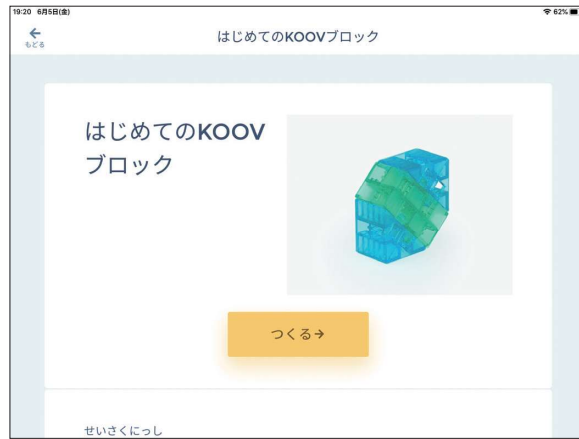 19:20 6月5日(金)
62%
もどる
はじめてのKOOVブロック
はじめてのKOOV
ブロック
つくる→
せいさくにっし